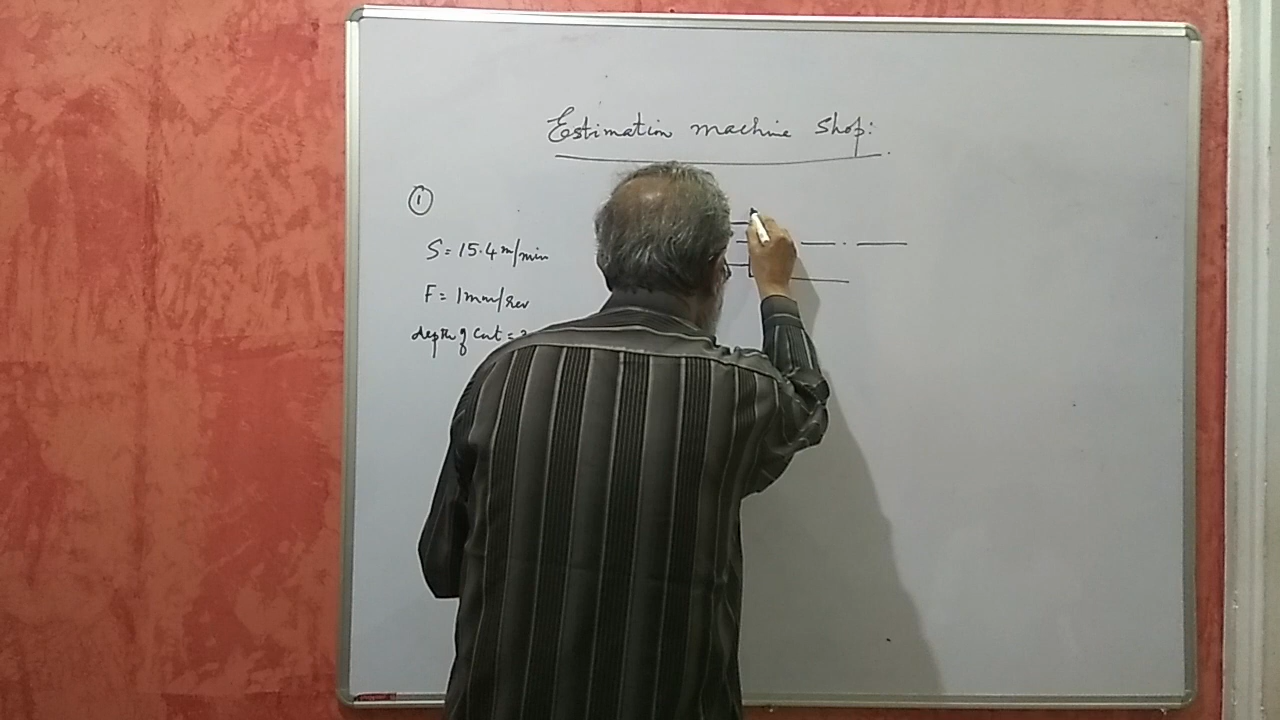 Estimation machine Shop:
①
S= 15.4 m/min
F= 1mm/rev
depth of Cut =